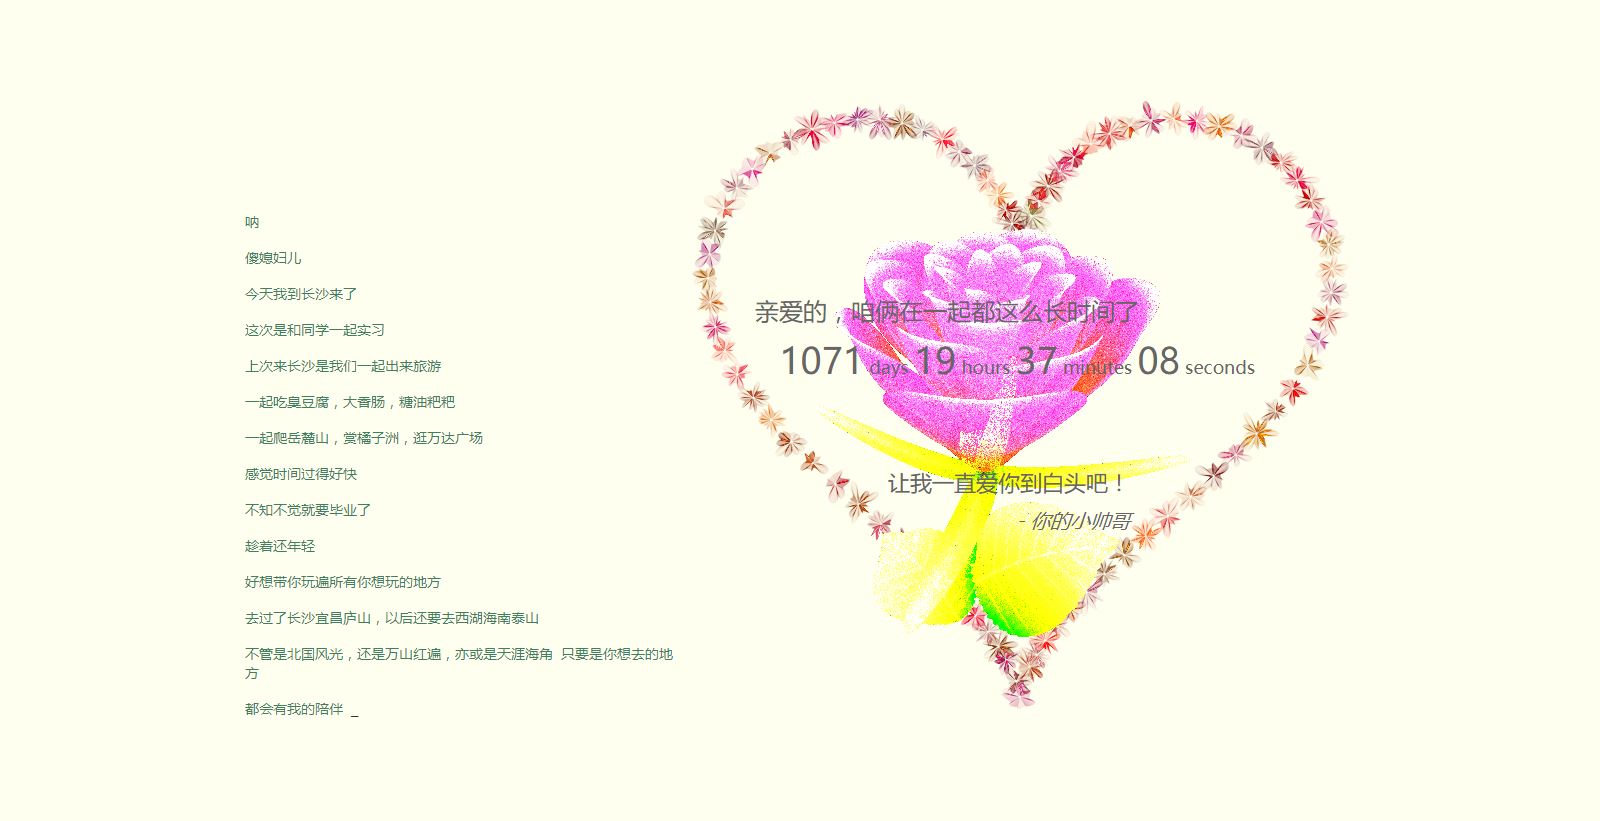 呐
傻媳妇儿
今天我到长沙来了
这次是和同学一起实习
上次来长沙是我们一起出来旅游
一起吃臭豆腐，大香肠，糖油粑粑
一起爬岳麓山，赏橘子洲，逛万达广场
感觉时间过得好快
不知不觉就要毕业了
趁着还年轻
好想带你玩遍所有你想玩的地方
去过了长沙宜昌庐山，以后还要去西湖海南泰山
不管是北国风光，还是万山红遍，亦或是天涯海角 只要是你想去的地
方
都会有我的陪伴 _
亲爱的，咱俩在一起都这么长时间了
1071 days 19 hours 37 minutes 08 seconds
让我一直爱你到白头吧！
- 你的小帅哥